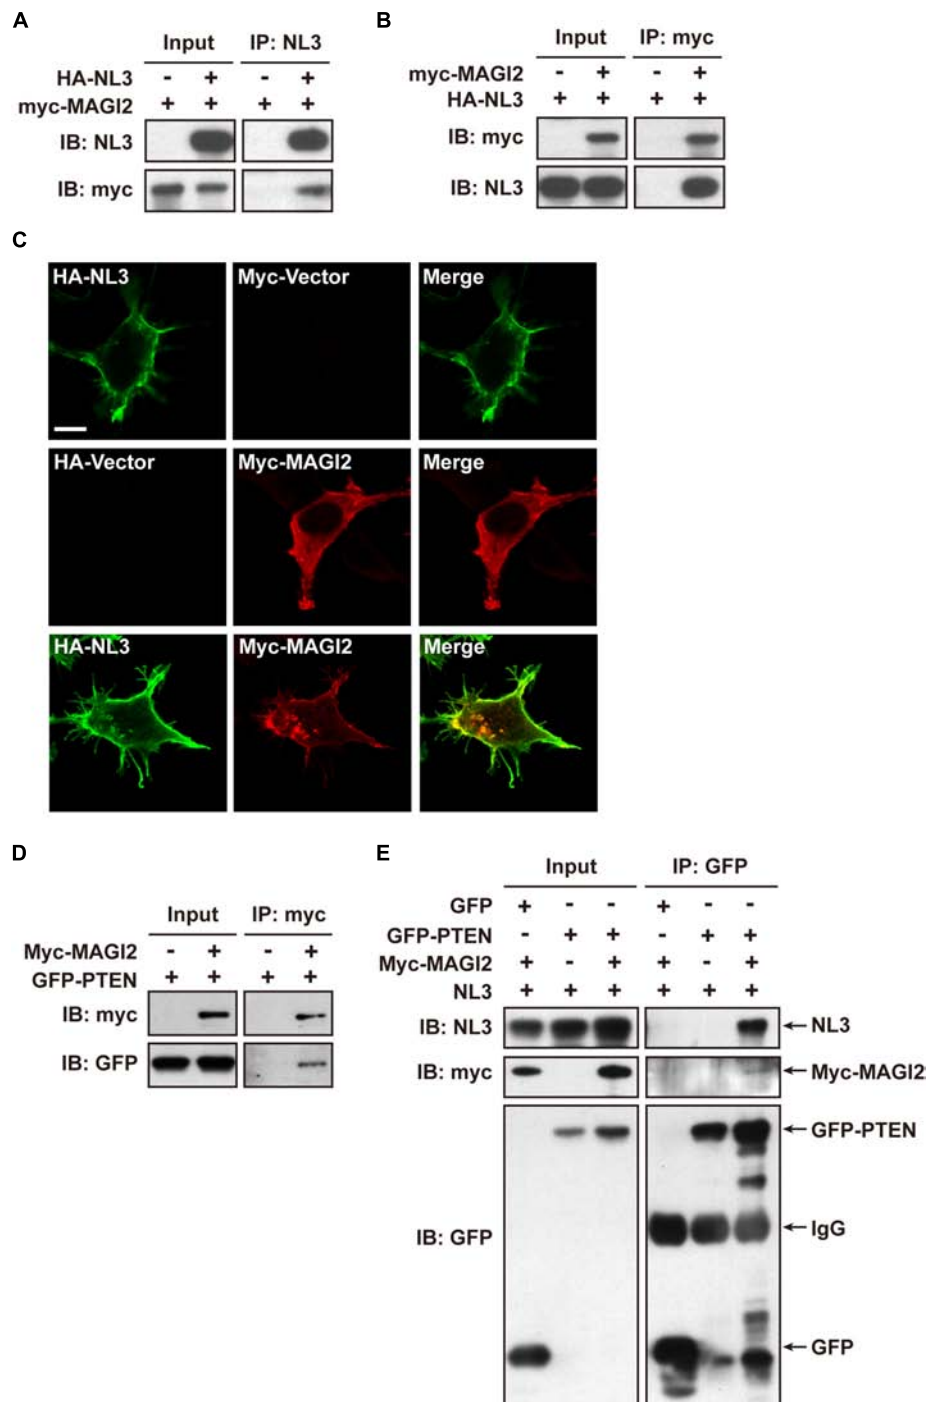 A
Input IP: NL3
HA-NL3 - + - +
myc-MAGI2 + + + +
IB: NL3
IB: myc
B
Input IP: myc
myc-MAGI2 - + - +
HA-NL3 + + + +
IB: myc
IB: NL3
C
HA-NL3 Myc-Vector Merge
HA-Vector Myc-MAGI2 Merge
HA-NL3 Myc-MAGI2 Merge
D
Input IP: myc
Myc-MAGI2 - + - +
GFP-PTEN + + + +
IB: myc
IB: GFP
E
Input IP: GFP
GFP + - - + - -
GFP-PTEN - + + - + +
Myc-MAGI2 + - + + - +
NL3 + + + + + +
IB: NL3 ←NL3
IB: myc ←Myc-MAGI2
←GFP-PTEN
IB: GFP ←IgG
←GFP